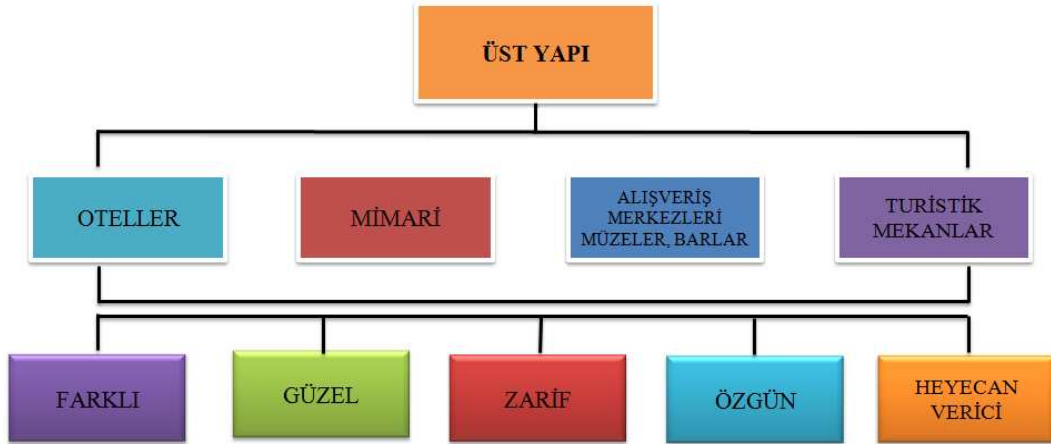 ÜST YAPI
OTELLER
MİMARİ
ALIŞVERİŞ
MERKEZLERİ
MÜZELER, BARLAR
TURİSTİK
MEKANLAR
FARKLI
GÜZEL
ZARİF
ÖZGÜN
HEYECAN
VERİCİ